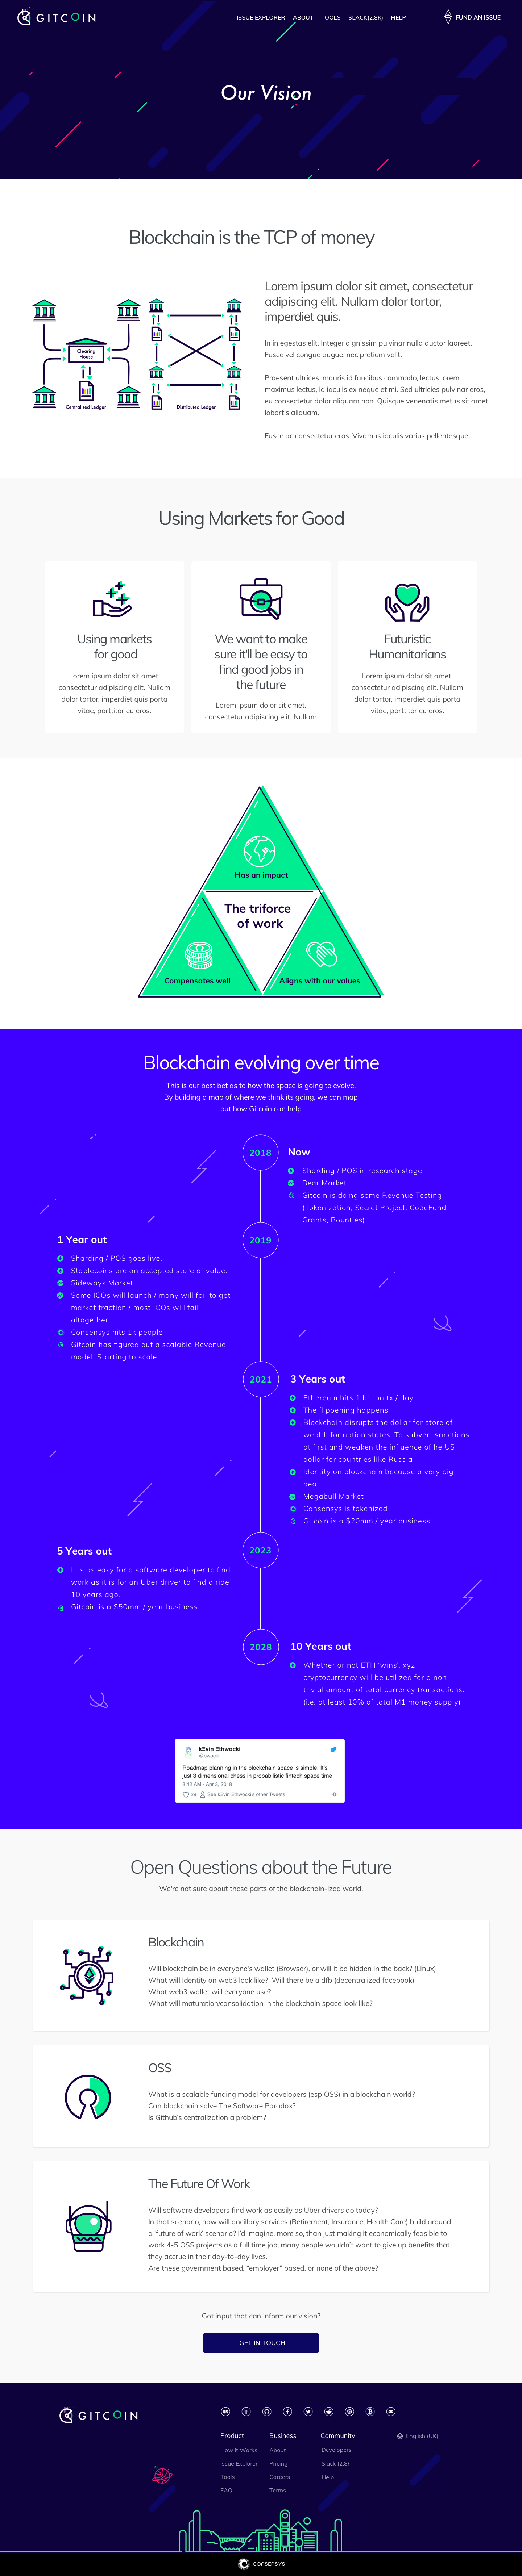 GITCOIN
ISSUE EXPLORER ABOUT TOOLS SLACK(2.8K) HELP
FUND AN ISSUE
Our Vision
Blockchain is the TCP of money
Clearing
House
Centralised Ledger
Distributed Ledger
Lorem ipsum dolor sit amet, consectetur
adipiscing elit. Nullam dolor tortor,
imperdiet quis.
In in egestas elit. Integer dignissim pulvinar nulla auctor laoreet.
Fusce vel congue augue, nec pretium velit.
Praesent ultrices, mauris id faucibus commodo, lectus lorem
maximus lectus, id iaculis ex neque et mi. Sed ultricies pulvinar eros,
eu consectetur dolor aliquam non. Quisque venenatis metus sit amet
lobortis aliquam.
Fusce ac consectetur eros. Vivamus iaculis varius pellentesque.
Using Markets for Good
Using markets
for good
Lorem ipsum dolor sit amet,
consectetur adipiscing elit. Nullam
dolor tortor, imperdiet quis porta
vitae, porttitor eu eros.
We want to make
sure it'll be easy to
find good jobs in
the future
Lorem ipsum dolor sit amet,
consectetur adipiscing elit. Nullam
Futuristic
Humanitarians
Lorem ipsum dolor sit amet,
consectetur adipiscing elit. Nullam
dolor tortor, imperdiet quis porta
vitae, porttitor eu eros.
Has an impact
The triforce
of work
Compensates well
Aligns with our values
Blockchain evolving over time
This is our best bet as to how the space is going to evolve.
By building a map of where we think its going, we can map
out how Gitcoin can help
2018
Now
Sharding / POS in research stage
Bear Market
Gitcoin is doing some Revenue Testing
(Tokenization, Secret Project, CodeFund,
Grants, Bounties)
1 Year out
2019
Sharding / POS goes live.
Stablecoins are an accepted store of value.
Sideways Market
Some ICOs will launch / many will fail to get
market traction / most ICOs will fail
altogether
Consensys hits 1k people
Gitcoin has figured out a scalable Revenue
model. Starting to scale.
2021
3 Years out
Ethereum hits 1 billion tx / day
The flippening happens
Blockchain disrupts the dollar for store of
wealth for nation states. To subvert sanctions
at first and weaken the influence of he US
dollar for countries like Russia
Identity on blockchain because a very big
deal
Megabull Market
Consensys is tokenized
Gitcoin is a $20mm / year business.
5 Years out
2023
It is as easy for a software developer to find
work as it is for an Uber driver to find a ride
10 years ago.
Gitcoin is a $50mm / year business.
2028
10 Years out
Whether or not ETH 'wins', xyz
cryptocurrency will be utilized for a non-
trivial amount of total currency transactions.
(i.e. at least 10% of total M1 money supply)
kΞvin Ξthwocki
@owocki
Roadmap planning in the blockchain space is simple. It's
just 3 dimensional chess in probabilistic fintech space time
3:42 AM - Apr 3, 2018
28 See kΞvin Ξthwocki's other Tweets
Open Questions about the Future
We're not sure about these parts of the blockchain-ized world.
Blockchain
Will blockchain be in everyone's wallet (Browser), or will it be hidden in the back? (Linux)
What will Identity on web3 look like? Will there be a dfb (decentralized facebook)
What web3 wallet will everyone use?
What will maturation/consolidation in the blockchain space look like?
OSS
What is a scalable funding model for developers (esp OSS) in a blockchain world?
Can blockchain solve The Software Paradox?
Is Github's centralization a problem?
The Future Of Work
Will software developers find work as easily as Uber drivers do today?
In that scenario, how will ancillary services (Retirement, Insurance, Health Care) build around
a 'future of work' scenario? I'd imagine, more so, than just making it economically feasible to
work 4-5 OSS projects as a full time job, many people wouldn't want to give up benefits that
they accrue in their day-to-day lives.
Are these government based, "employer" based, or none of the above?
Got input that can inform our vision?
GET IN TOUCH
GITCOIN
Product
How it Works
Issue Explorer
Tools
FAQ
Business
About
Pricing
Careers
Terms
Community
Developers
Slack (2.8K)
Help
English (UK)
CONSENSYS